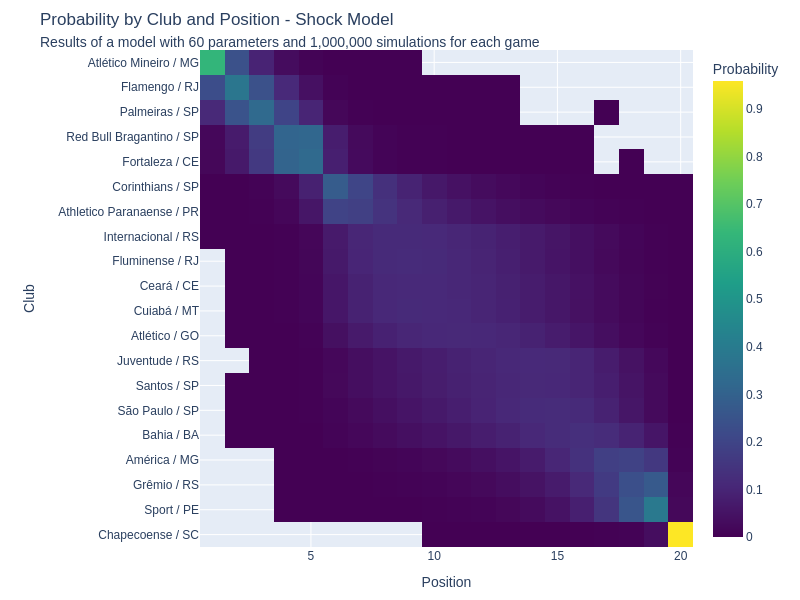 Probability by Club and Position - Shock Model
Results of a model with 60 parameters and 1,000,000 simulations for each game
Atlético Mineiro / MG
Flamengo / RJ
Palmeiras / SP
Red Bull Bragantino / SP
Fortaleza / CE
Corinthians / SP
Athletico Paranaense / PR
Internacional / RS
Fluminense / RJ
Ceará / CE
Cuiabá / MT
Atlético / GO
Juventude / RS
Santos / SP
São Paulo / SP
Bahia / BA
América / MG
Grêmio / RS
Sport / PE
Chapecoense / SC
Club
5
10
15
20
Position
Probability
0.9
0.8
0.7
0.6
0.5
0.4
0.3
0.2
0.1
0